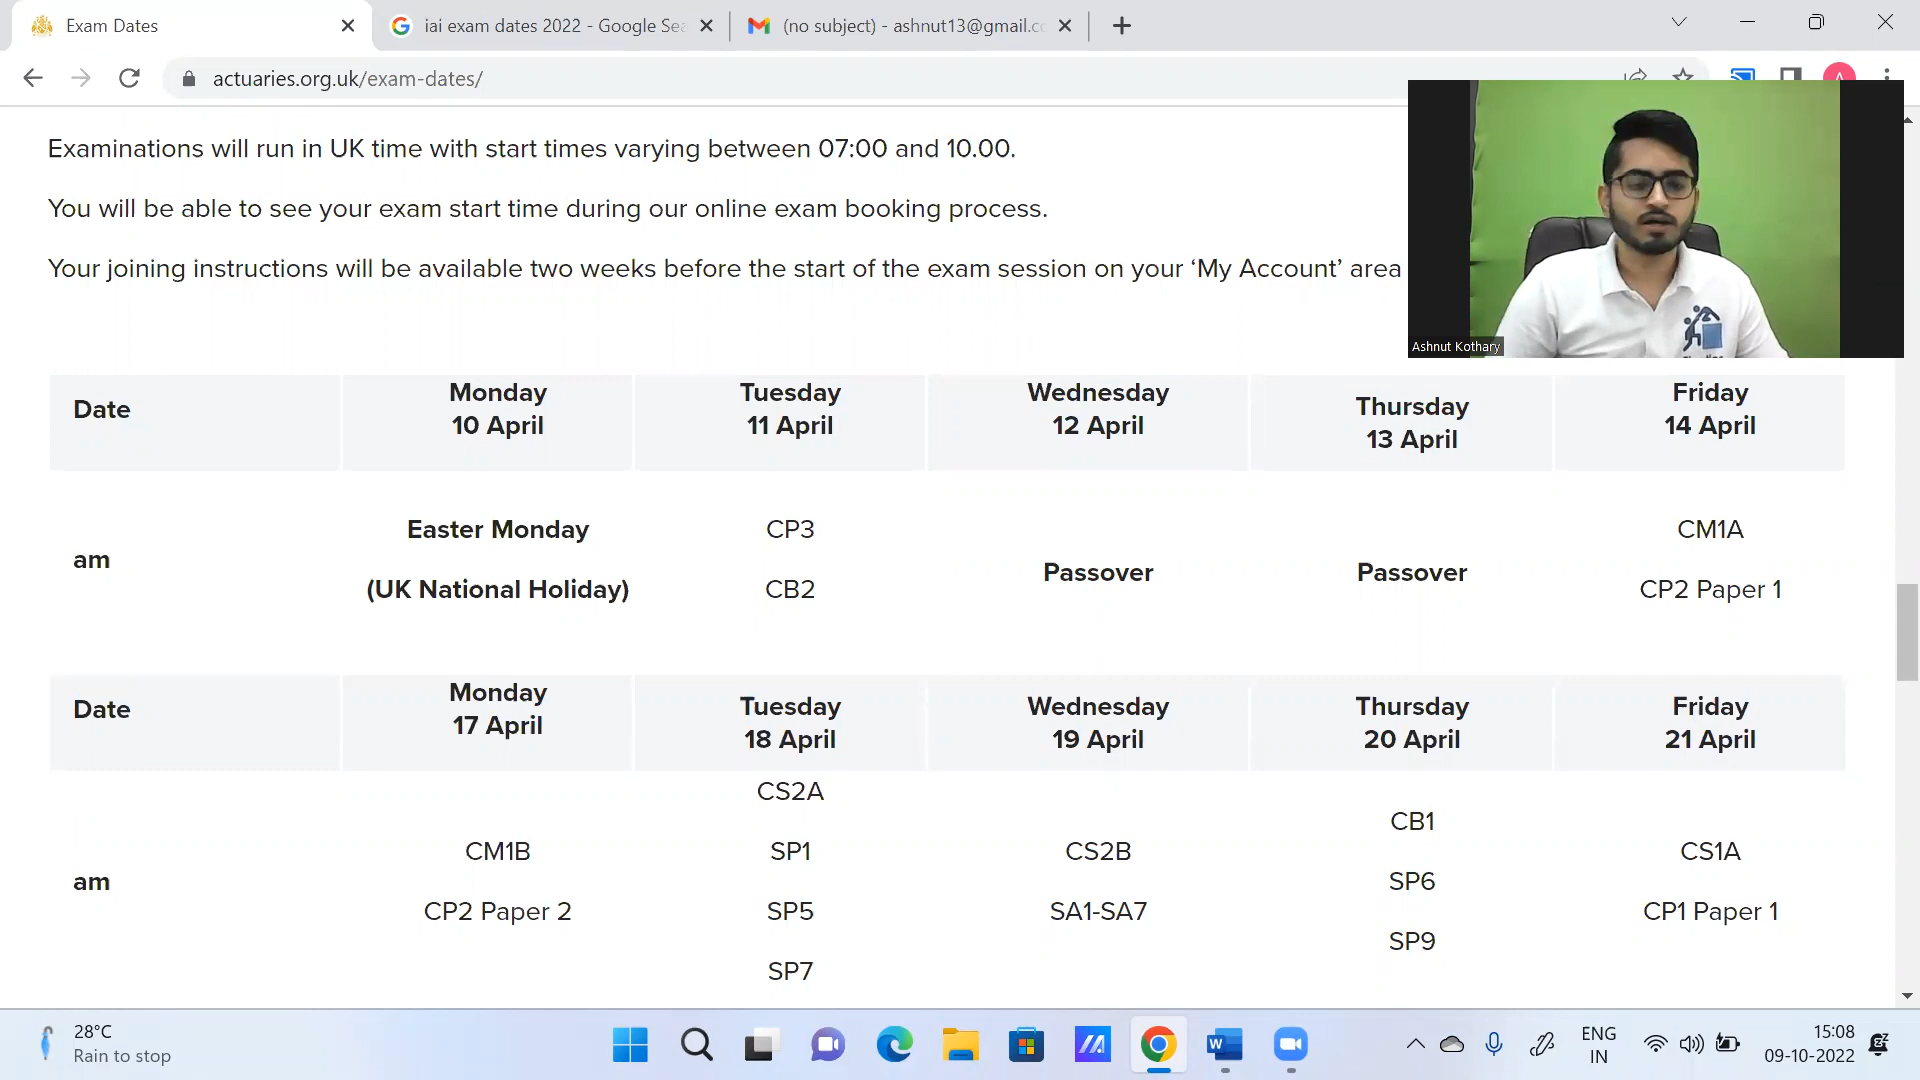 Exam Dates
iai exam dates 2022 - Google Sea
(no subject) - ashnut13@gmail.co
actuaries.org.uk/exam-dates/
A
Examinations will run in UK time with start times varying between 07:00 and 10.00.
You will be able to see your exam start time during our online exam booking process.
Your joining instructions will be available two weeks before the start of the exam session on your ‘My Account’ area
Ashnut Kothary
Date
Monday
10 April
Tuesday
11 April
Wednesday
12 April
Thursday
13 April
Friday
14 April
am
Easter Monday
(UK National Holiday)
CP3
CB2
Passover
Passover
CM1A
CP2 Paper 1
Date
Monday
17 April
Tuesday
18 April
Wednesday
19 April
Thursday
20 April
Friday
21 April
am
CM1B
CP2 Paper 2
CS2A
SP1
SP5
SP7
CS2B
SA1-SA7
CB1
SP6
SP9
CS1A
CP1 Paper 1
28°C
Rain to stop
ENG
IN
15:08
09-10-2022